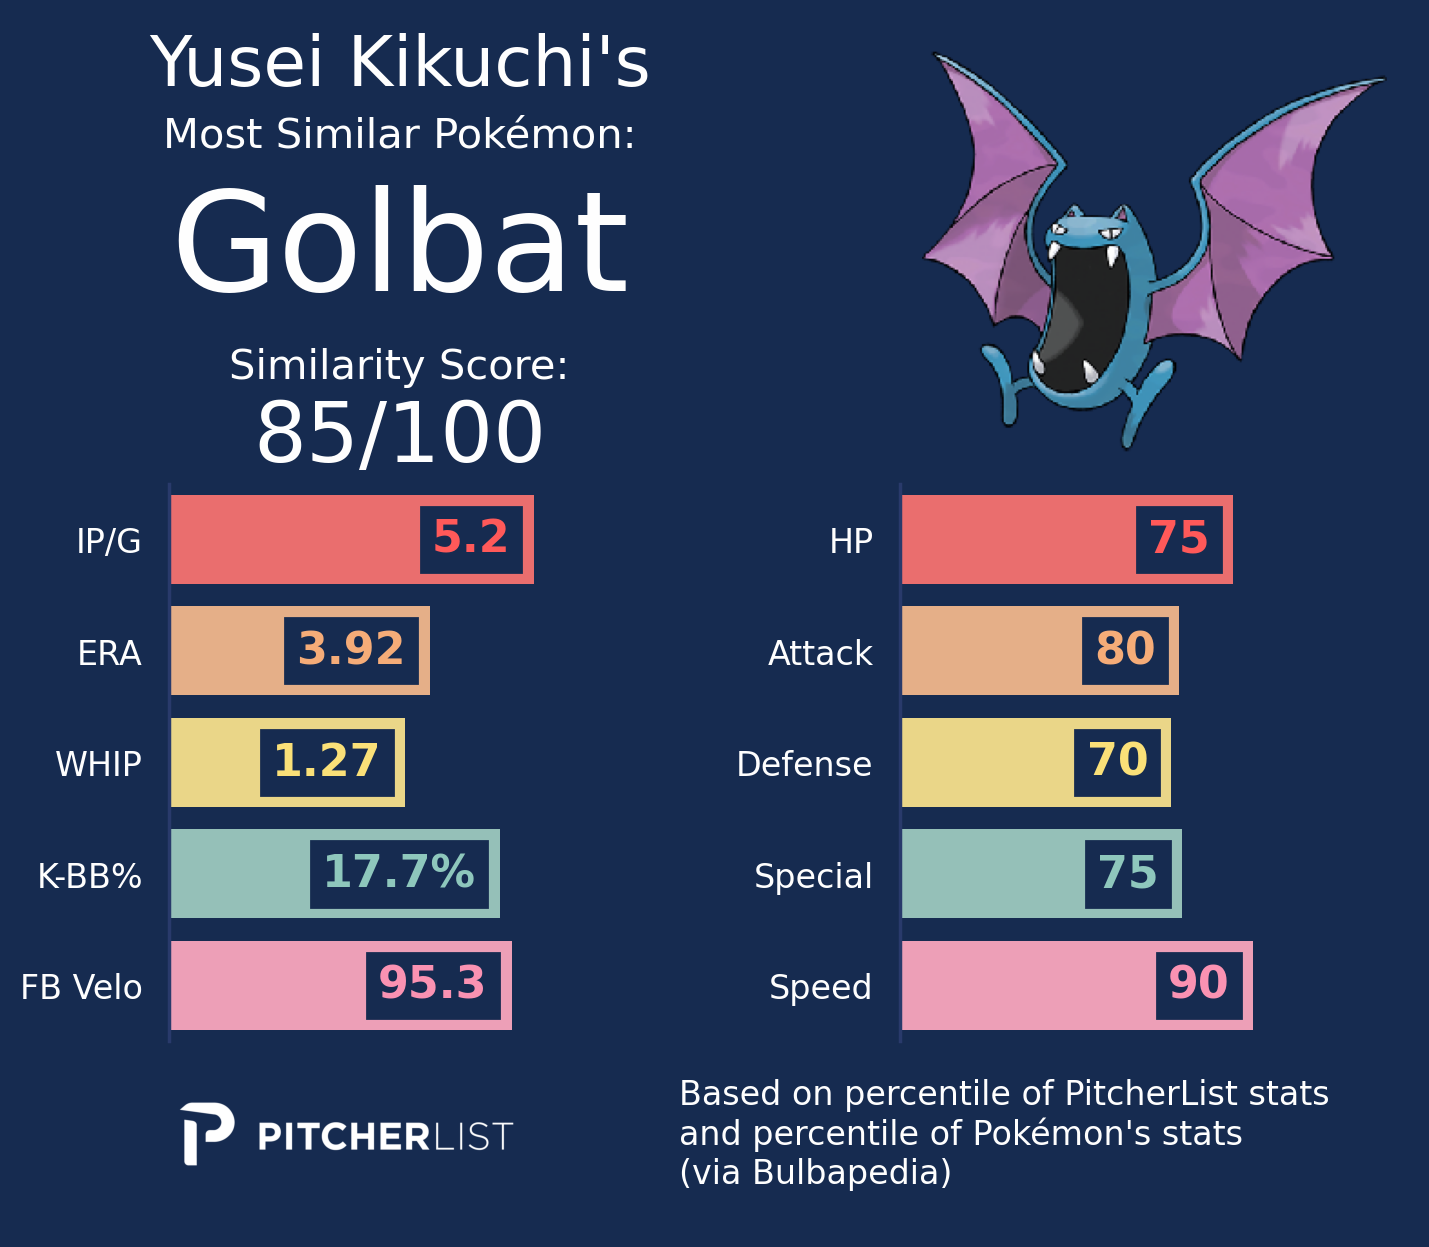 Yusei Kikuchi's
Most Similar Pokémon:
Golbat
Similarity Score:
85/100
IP/G
5.2
ERA
3.92
WHIP
1.27
K-BB%
17.7%
FB Velo
95.3
HP
75
Attack
80
Defense
70
Special
75
Speed
90
PITCHERLIST
Based on percentile of PitcherList stats
and percentile of Pokémon's stats
(via Bulbapedia)